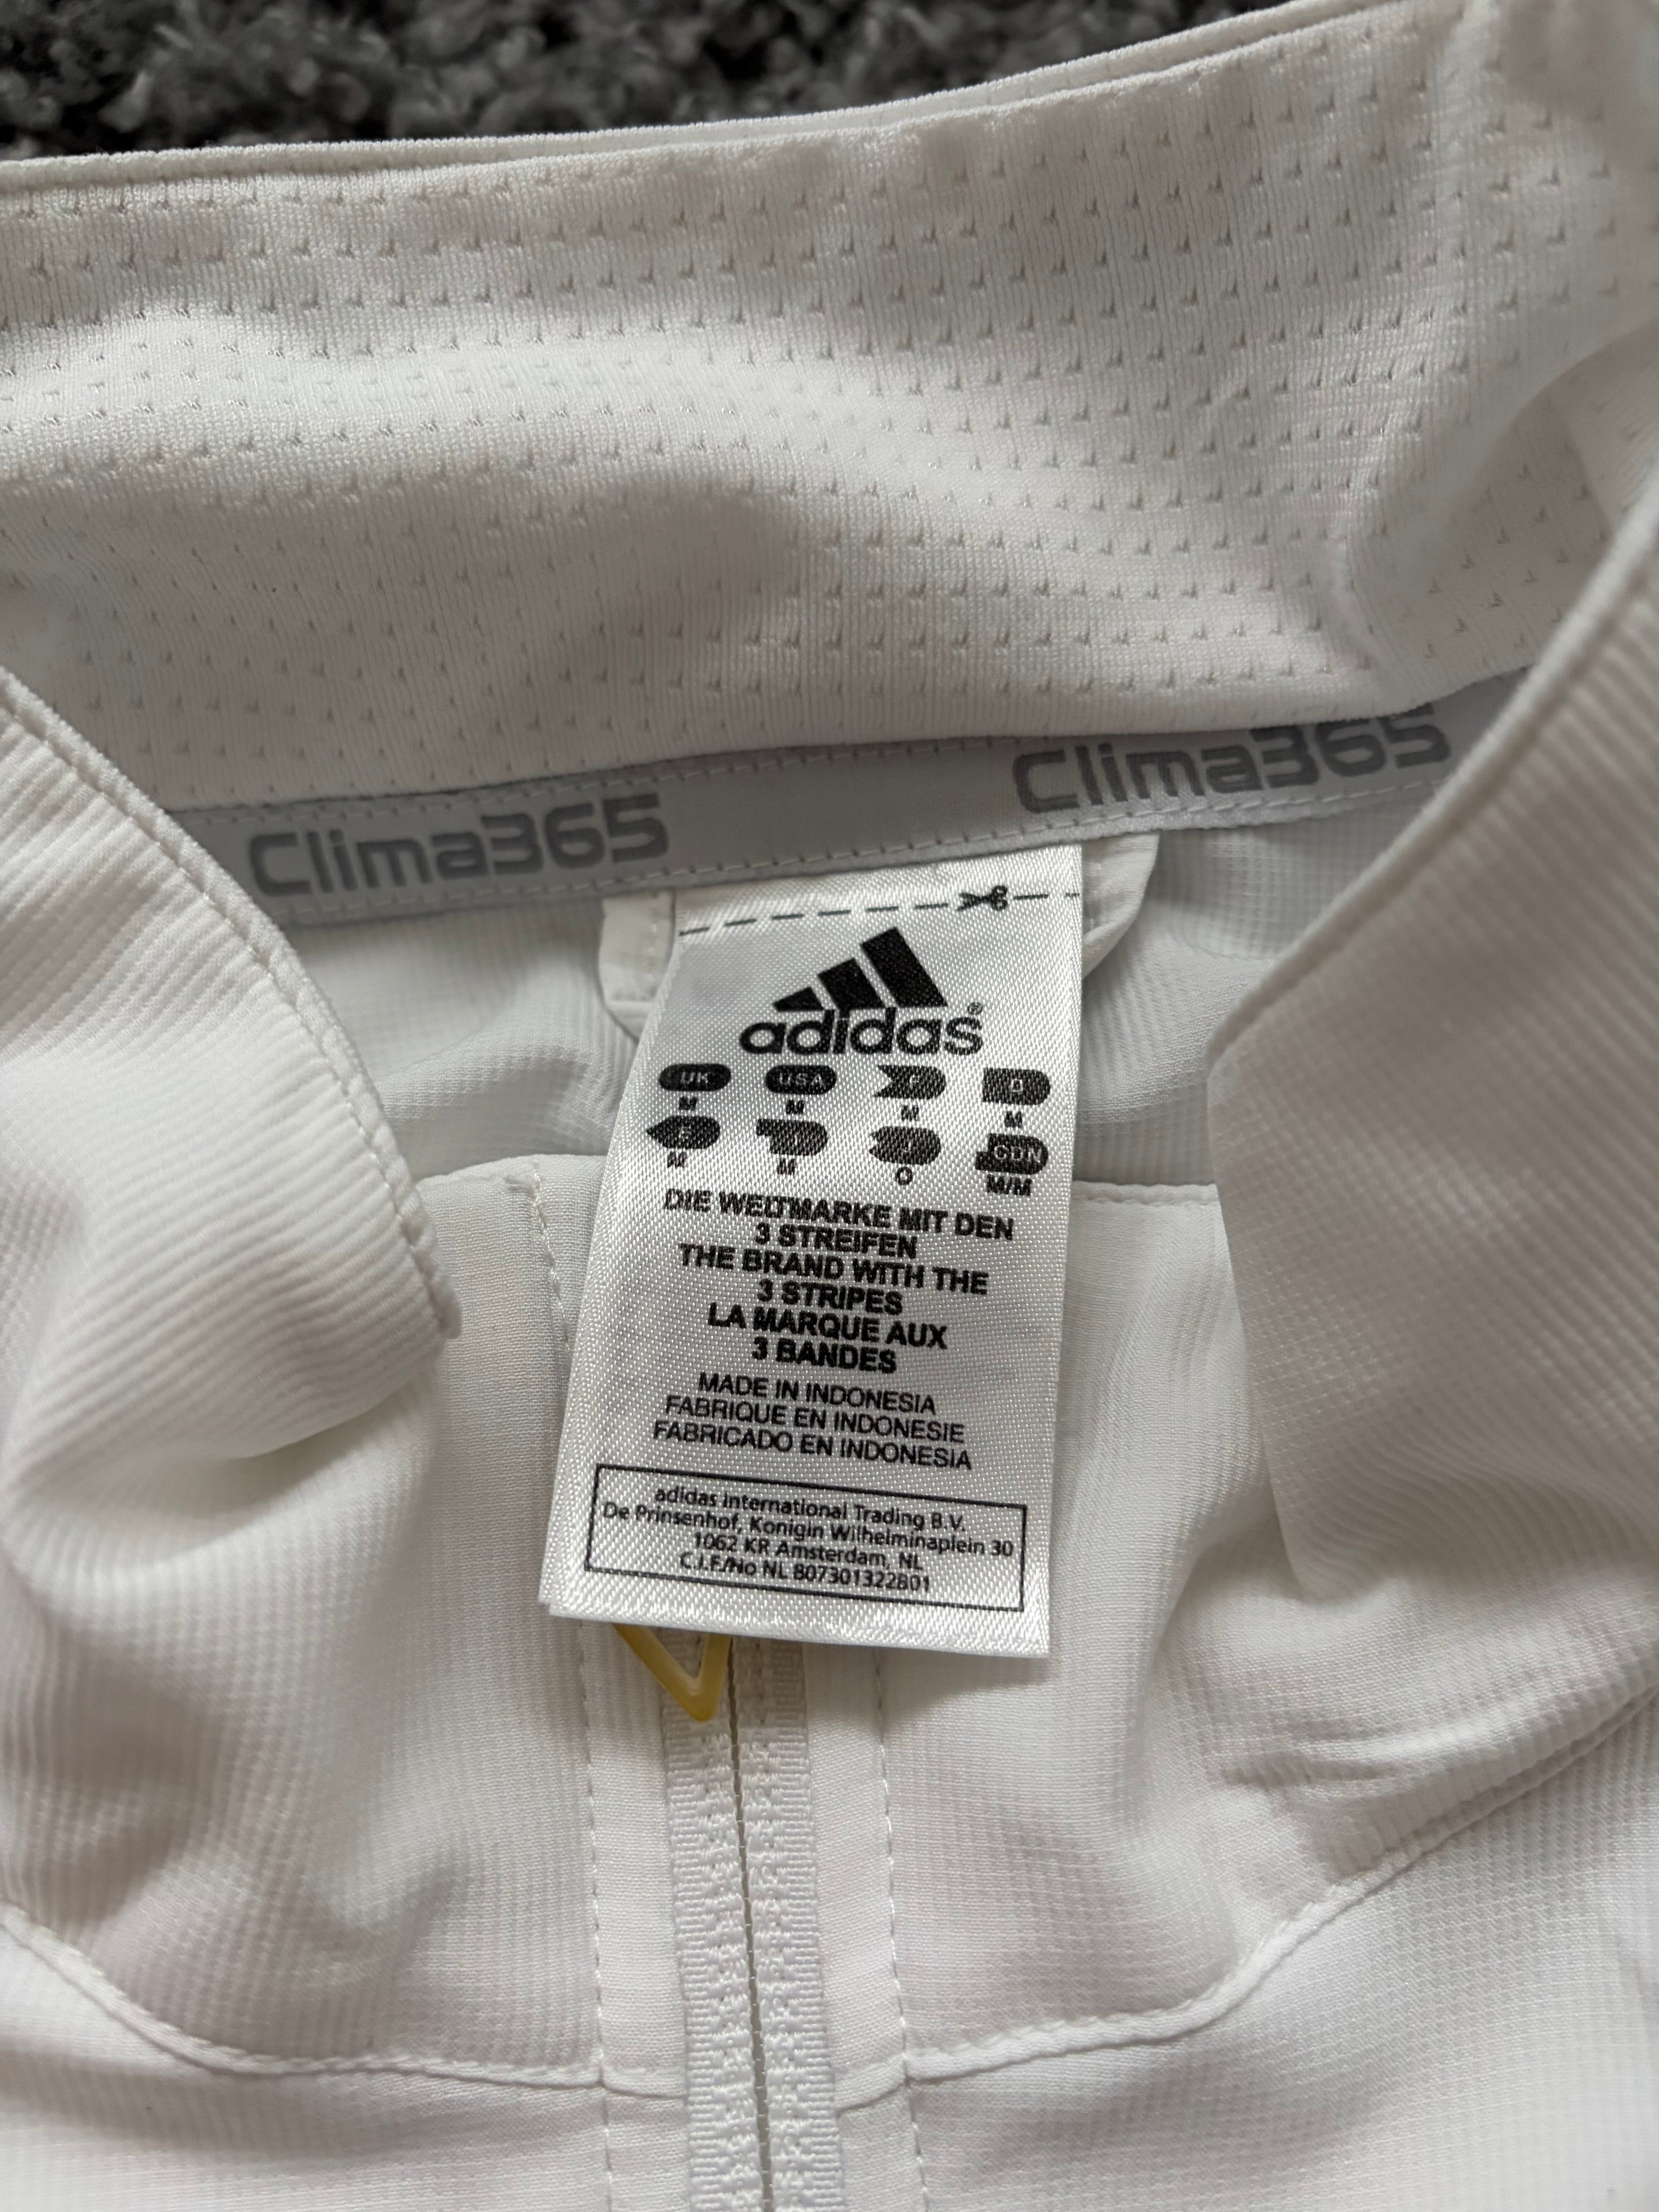 Clima365
Clima365
adidas®
UK USA F D
M M M M
E I J CDN
M M O M/M
DIE WELTMARKE MIT DEN
3 STREIFEN
THE BRAND WITH THE
3 STRIPES
LA MARQUE AUX
3 BANDES
MADE IN INDONESIA
FABRIQUE EN INDONESIE
FABRICADO EN INDONESIA
adidas International Trading B.V.
De Prinsenhof, Konigin Wilhelminaplein 30
1062 KR Amsterdam, NL
C.I.F./No NL 807301322B01